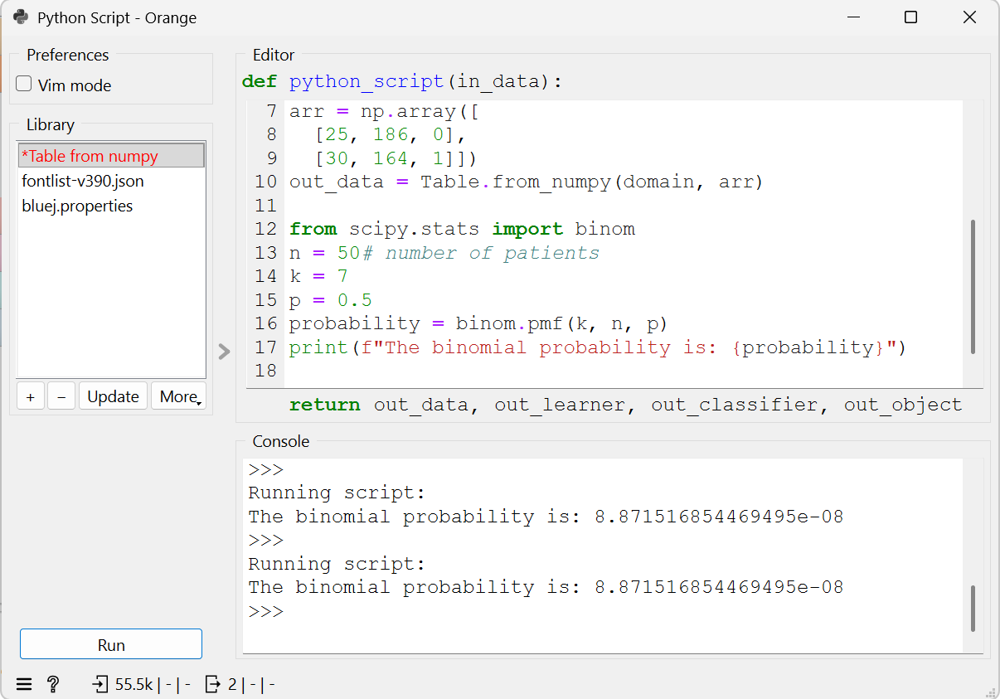 Python Script - Orange
Preferences
Vim mode
Library
*Table from numpy
fontlist-v390.json
bluej.properties
+
−
Update
More
Run
55.5k | - | -
2 | - | -
Editor
def python_script(in_data):
7 arr = np.array([
8   [25, 186, 0],
9   [30, 164, 1]])
10 out_data = Table.from_numpy(domain, arr)
11
12 from scipy.stats import binom
13 n = 50# number of patients
14 k = 7
15 p = 0.5
16 probability = binom.pmf(k, n, p)
17 print(f"The binomial probability is: {probability}")
18
return out_data, out_learner, out_classifier, out_object
Console
>>>
Running script:
The binomial probability is: 8.871516854469495e-08
>>>
Running script:
The binomial probability is: 8.871516854469495e-08
>>>